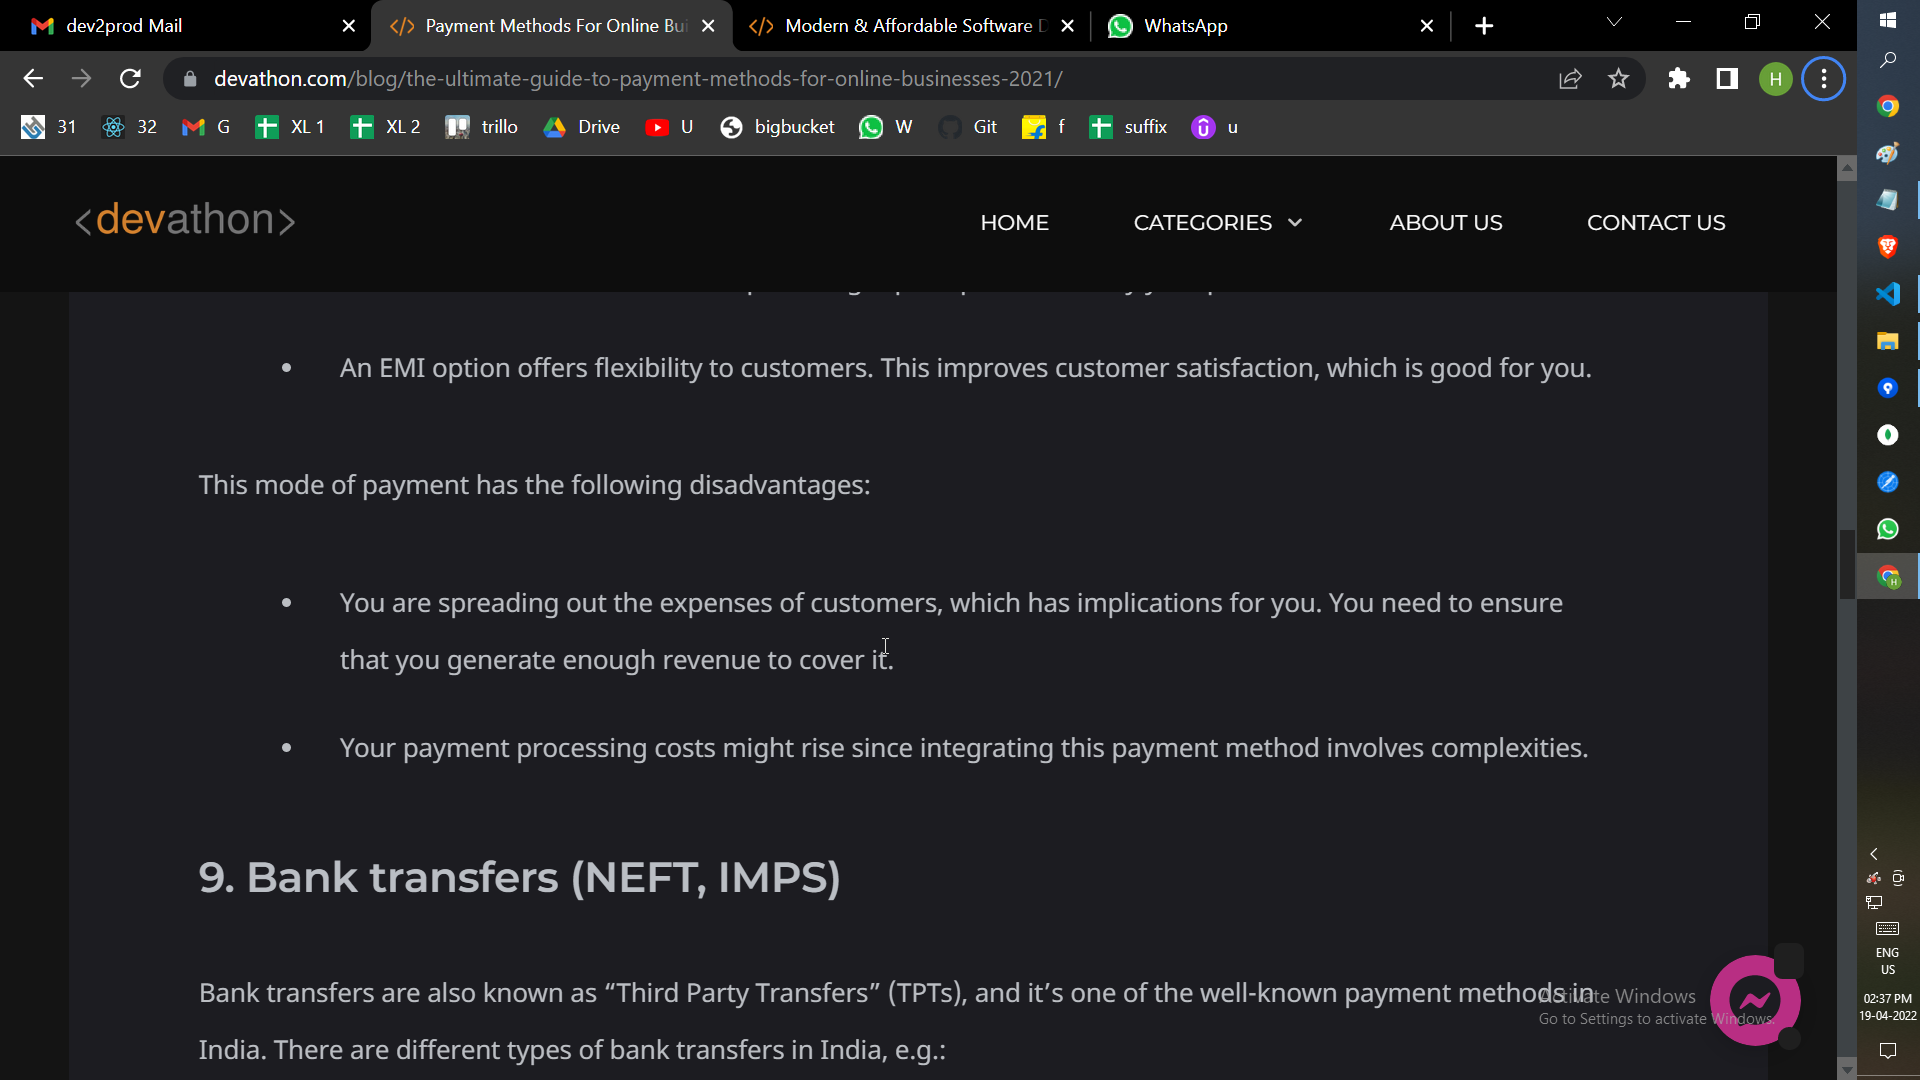 dev2prod Mail
Payment Methods For Online Bu
Modern & Affordable Software D
WhatsApp
devathon.com/blog/the-ultimate-guide-to-payment-methods-for-online-businesses-2021/
H
31
32
G
XL 1
XL 2
trillo
Drive
U
bigbucket
W
Git
f
suffix
u
<devathon>
HOME
CATEGORIES
ABOUT US
CONTACT US
• An EMI option offers flexibility to customers. This improves customer satisfaction, which is good for you.
This mode of payment has the following disadvantages:
• You are spreading out the expenses of customers, which has implications for you. You need to ensure
that you generate enough revenue to cover it.
• Your payment processing costs might rise since integrating this payment method involves complexities.
9. Bank transfers (NEFT, IMPS)
Bank transfers are also known as “Third Party Transfers” (TPTs), and it’s one of the well-known payment methods in
India. There are different types of bank transfers in India, e.g.:
Activate Windows
Go to Settings to activate Windows.
ENG
US
02:37 PM
19-04-2022